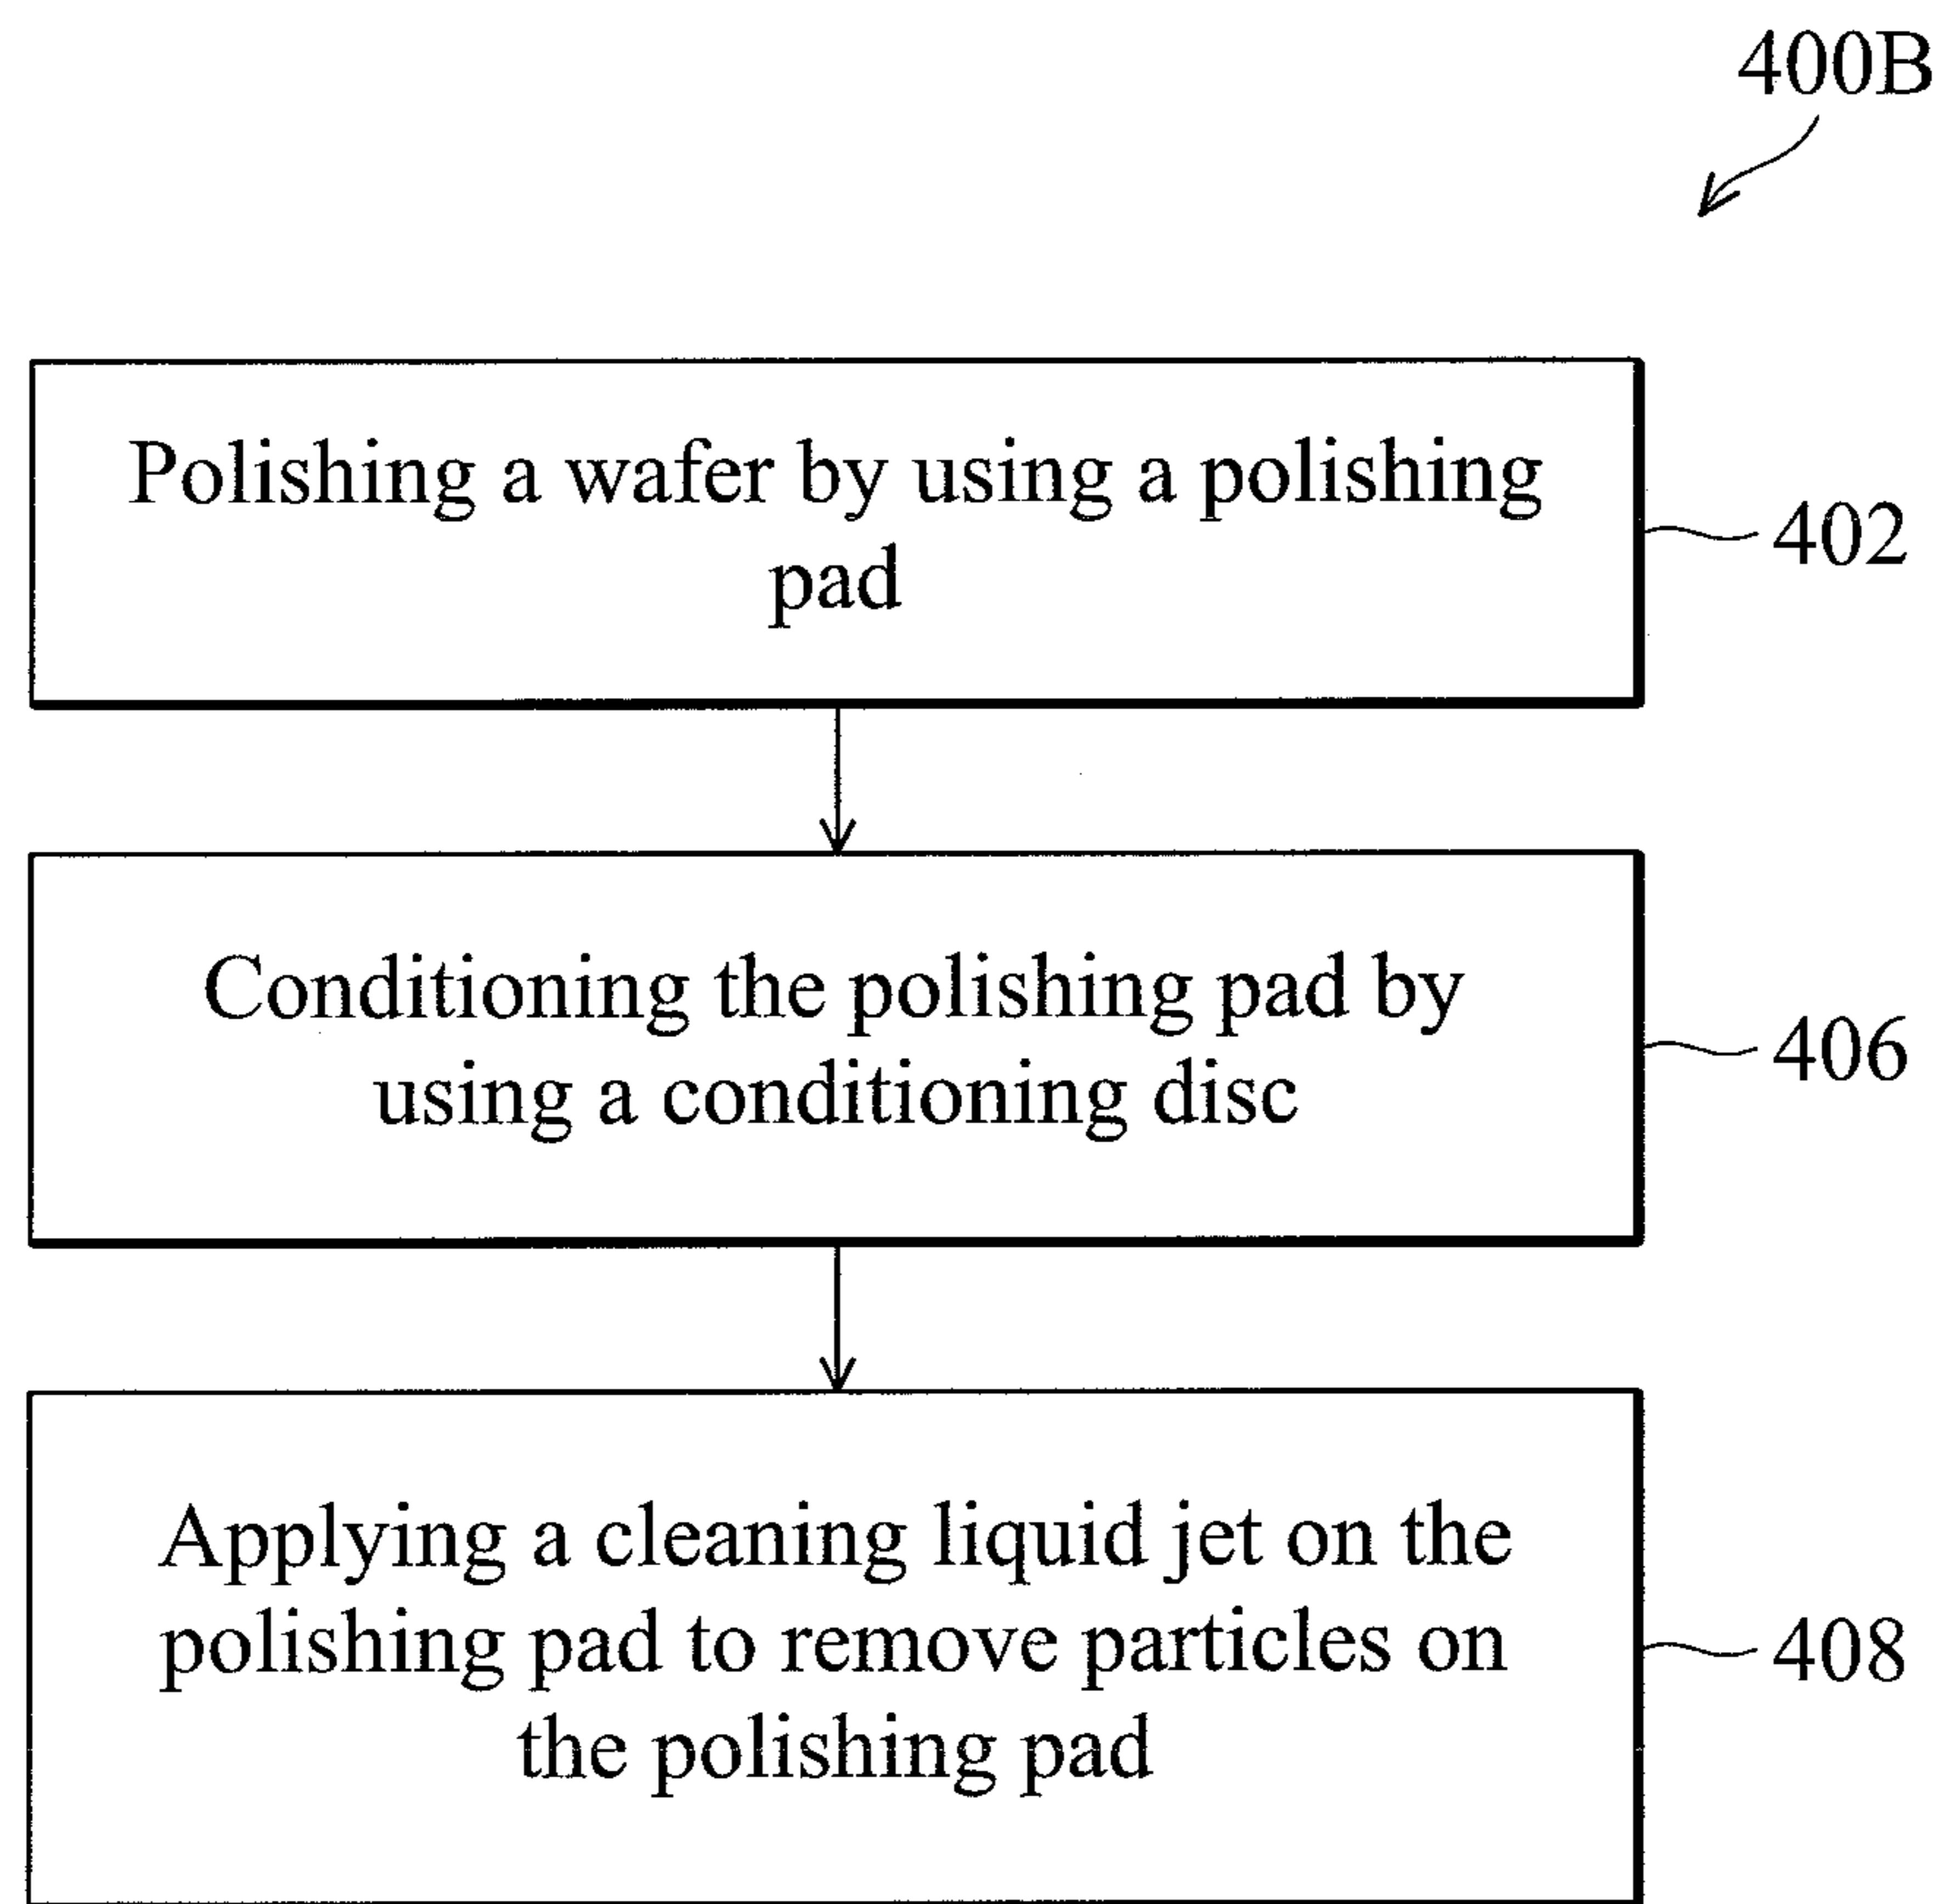 400B
Polishing a wafer by using a polishing
pad
402
Conditioning the polishing pad by
using a conditioning disc
406
Applying a cleaning liquid jet on the
polishing pad to remove particles on
the polishing pad
408